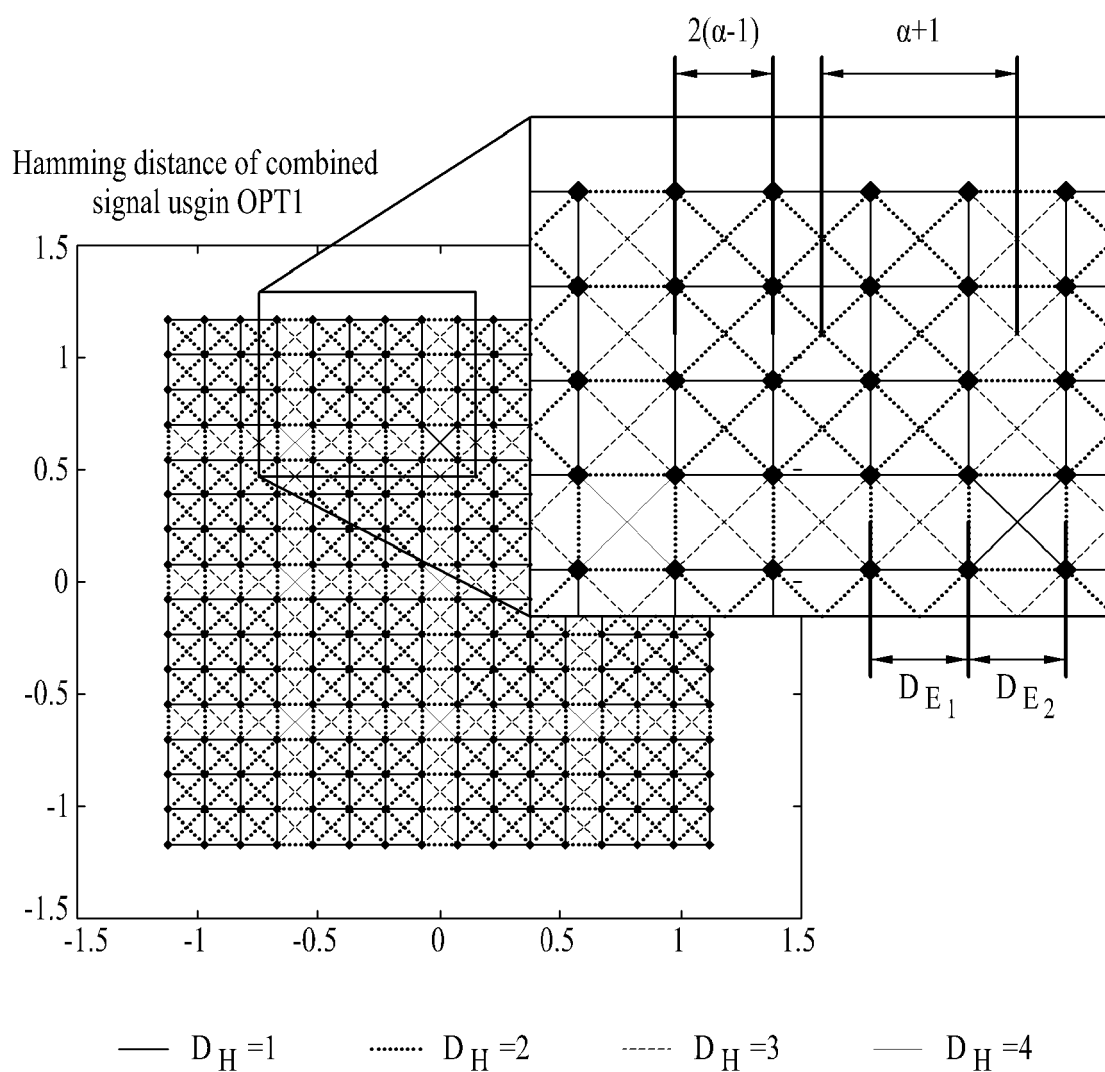 2(α-1)
α+1
Hamming distance of combined
signal usgin OPT1
1.5
1
0.5
0
-0.5
-1
-1.5
-1.5
-1
-0.5
0
0.5
1
1.5
D E1
D E2
D H =1
D H =2
D H =3
D H =4